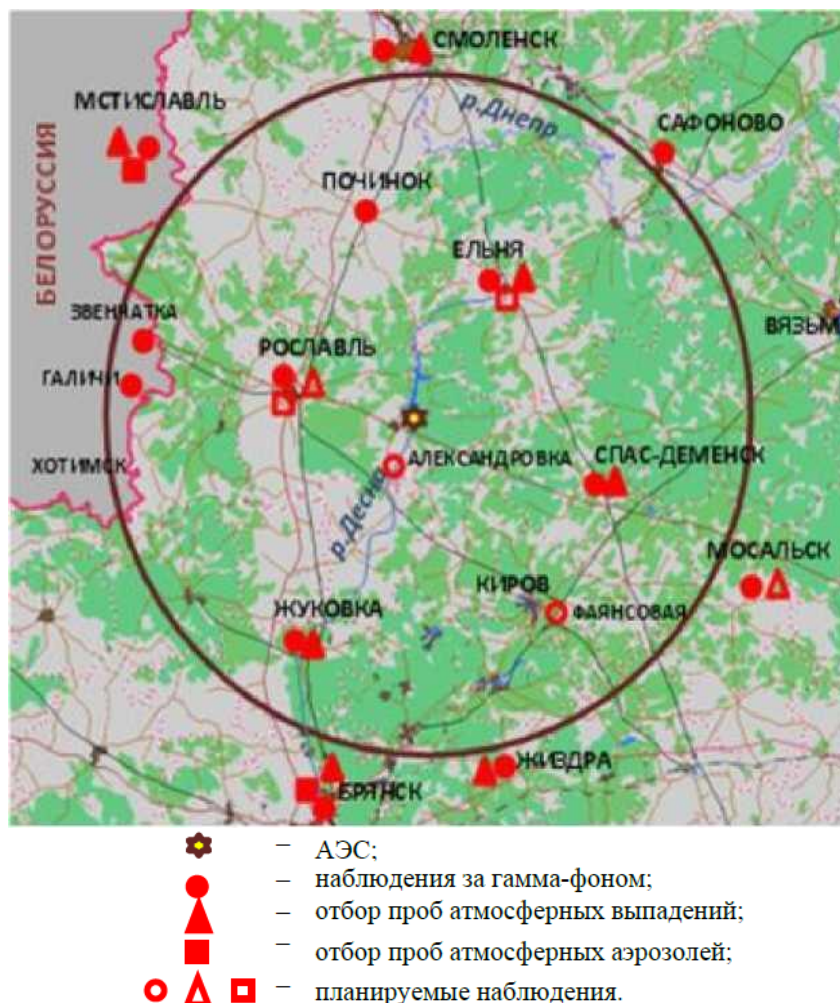 СМОЛЕНСК
МСТИСЛАВЛЬ
р.Днепр
САФОНОВО
БЕЛОРУССИЯ
ПОЧИНОК
ЕЛЬНЯ
ЗВЕНЧАТКА
ВЯЗЬМ
РОСЛАВЛЬ
ГАЛИЧИ
АЛЕКСАНДРОВКА
СПАС-ДЕМЕНСК
ХОТИМСК
р.Десна
МОСАЛЬСК
КИРОВ
ФАЯНСОВАЯ
ЖУКОВКА
ЖИЗДРА
БРЯНСК
– АЭС;
– наблюдения за гамма-фоном;
– отбор проб атмосферных выпадений;
– отбор проб атмосферных аэрозолей;
– планируемые наблюдения.